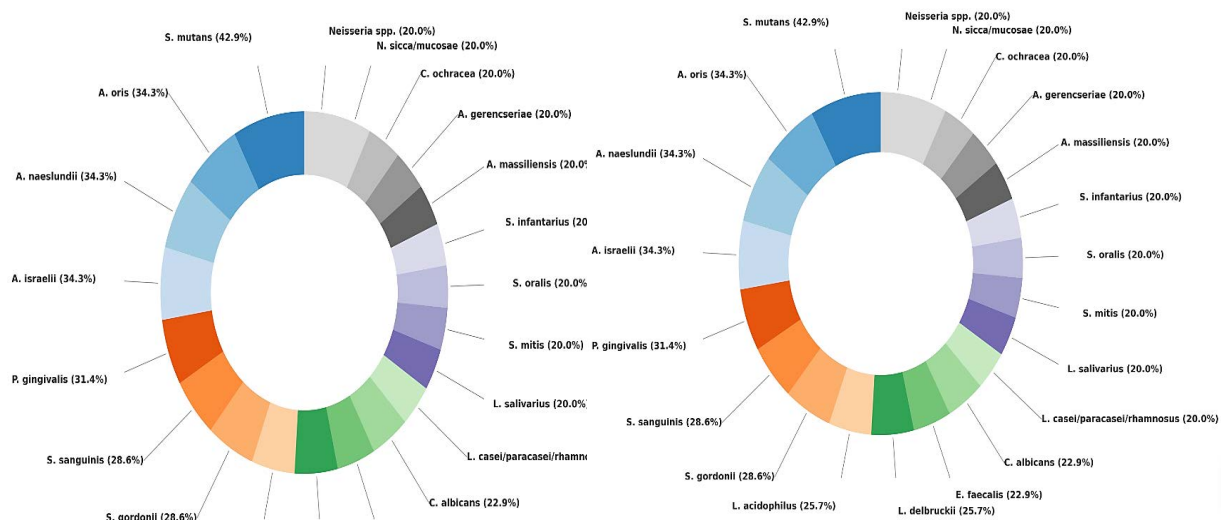 S. mutans (42.9%)
Neisseria spp. (20.0%)
N. sicca/mucosae (20.0%)
C. ochracea (20.0%)
A. oris (34.3%)
A. gerencseriae (20.0%)
A. massiliensis (20.0%
A. naeslundii (34.3%)
S. infantarius (20
A. israelii (34.3%)
S. oralis (20.0%
S. mitis (20.0%)
P. gingivalis (31.4%)
L. salivarius (20.0%)
S. sanguinis (28.6%)
L. casei/paracasei/rhamno
C. albicans (22.9%)
S. gordonii (28.6%)
S. mutans (42.9%)
Neisseria spp. (20.0%)
N. sicca/mucosae (20.0%)
C. ochracea (20.0%)
A. oris (34.3%)
A. gerencseriae (20.0%)
A. massiliensis (20.0%)
A. naeslundii (34.3%)
S. infantarius (20.0%)
A. israelii (34.3%)
S. oralis (20.0%)
S. mitis (20.0%)
P. gingivalis (31.4%)
L. salivarius (20.0%)
L. casei/paracasei/rhamnosus (20.0%)
S. sanguinis (28.6%)
C. albicans (22.9%)
S. gordonii (28.6%)
E. faecalis (22.9%)
L. acidophilus (25.7%)
L. delbruckii (25.7%)